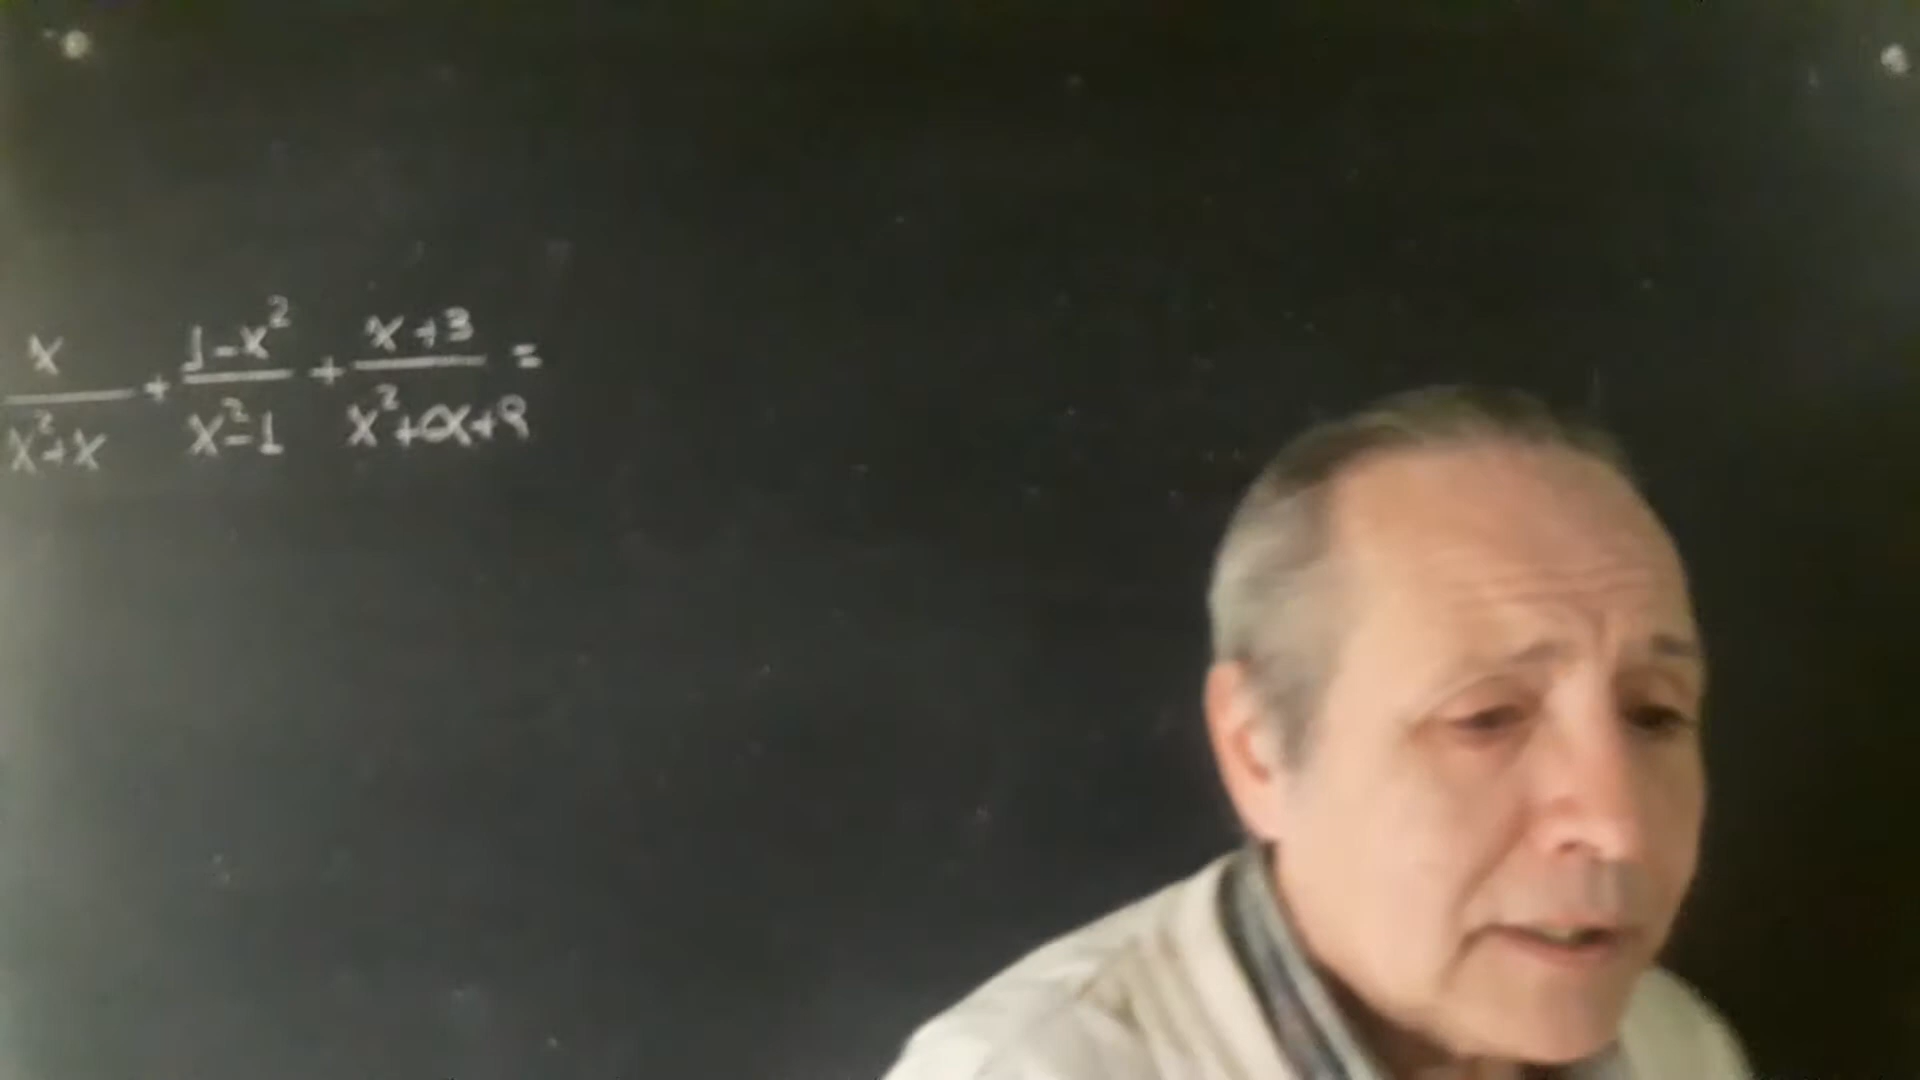 x/(x²+x) + (1-x²)/(x²-1) + (x+3)/(x²+6x+9) =